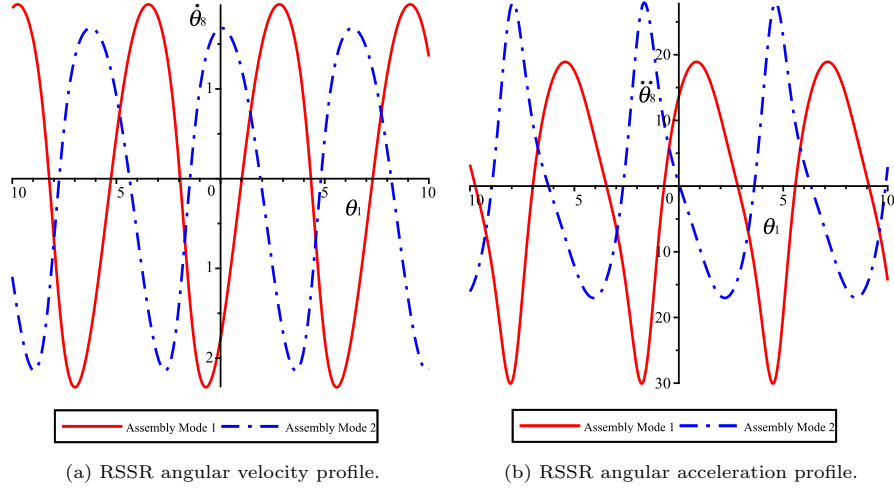 θ̇₈
1
10
5
0
5
10
θ₁
1
2
Assembly Mode 1
Assembly Mode 2
(a) RSSR angular velocity profile.
20
θ̈₈
10
10
5
0
5
10
θ₁
10
20
30
Assembly Mode 1
Assembly Mode 2
(b) RSSR angular acceleration profile.